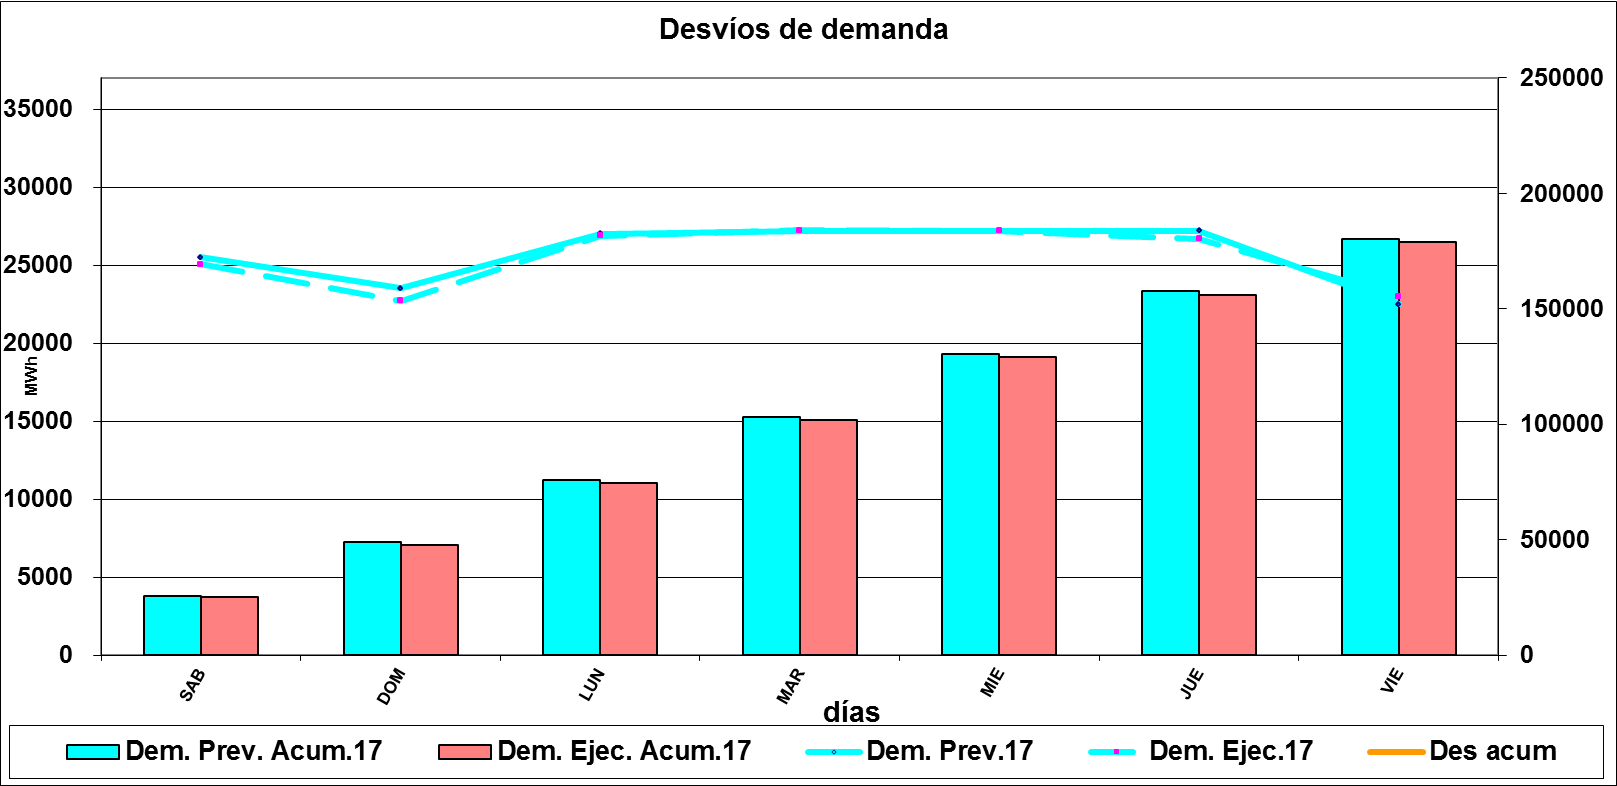 Desvíos de demanda
35000
30000
25000
20000
15000
10000
5000
0
MWh
250000
200000
150000
100000
50000
0
SAB
DOM
LUN
MAR
MIE
JUE
VIE
días
Dem. Prev. Acum.17
Dem. Ejec. Acum.17
Dem. Prev.17
Dem. Ejec.17
Des acum